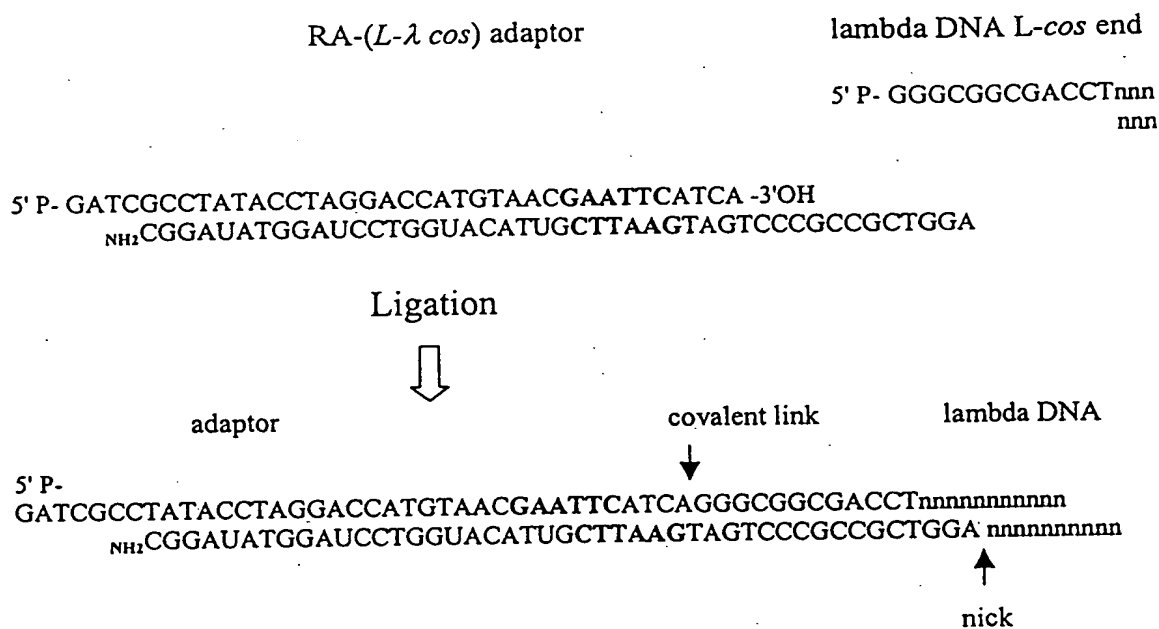 RA-(L-λ cos) adaptor
lambda DNA L-cos end
5' P- GGGCGGCGACCTnnn
nnn
5' P- GATCGCCTATACCTAGGACCATGTAACGAATTCATCA -3'OH
NH2CGGAUATGGAUCCTGGUACATUGCTTAAGTAGTCCCGCCGCTGGA
Ligation
adaptor
covalent link
lambda DNA
5' P-
GATCGCCTATACCTAGGACCATGTAACGAATTCATCAGGGCGGCGACCTnnnnnnnnnnn
NH2CGGAUATGGAUCCTGGUACATUGCTTAAGTAGTCCCGCCGCTGGA nnnnnnnnnn
nick